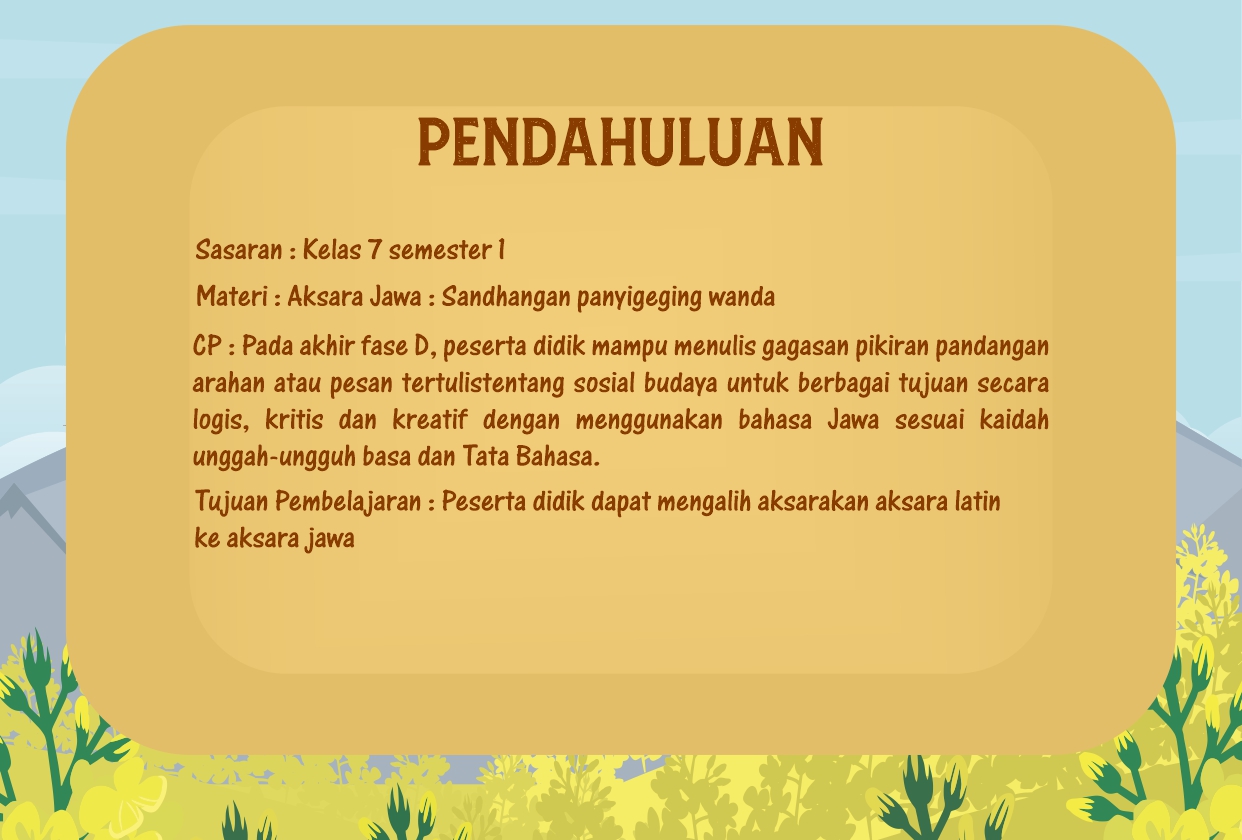 PENDAHULUAN
Sasaran : Kelas 7 semester 1
Materi : Aksara Jawa : Sandhangan panyigeging wanda
CP : Pada akhir fase D, peserta didik mampu menulis gagasan pikiran pandangan
arahan atau pesan tertulistentang sosial budaya untuk berbagai tujuan secara
logis, kritis dan kreatif dengan menggunakan bahasa Jawa sesuai kaidah
unggah-ungguh basa dan Tata Bahasa.
Tujuan Pembelajaran : Peserta didik dapat mengalih aksarakan aksara latin
ke aksara jawa